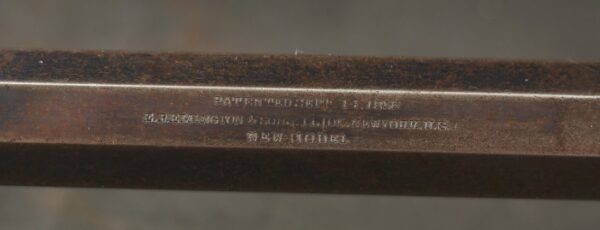 PATENTED SEPT 14, 1858
E. REMINGTON & SONS, ILION, NEW YORK, U.S.A.
NEW-MODEL